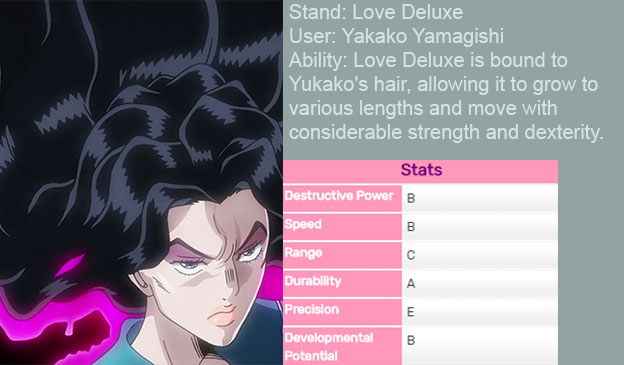 Stand: Love Deluxe
User: Yakako Yamagishi
Ability: Love Deluxe is bound to
Yukako's hair, allowing it to grow to
various lengths and move with
considerable strength and dexterity.
Stats
Destructive Power B
Speed B
Range C
Durability A
Precision E
Developmental
Potential B